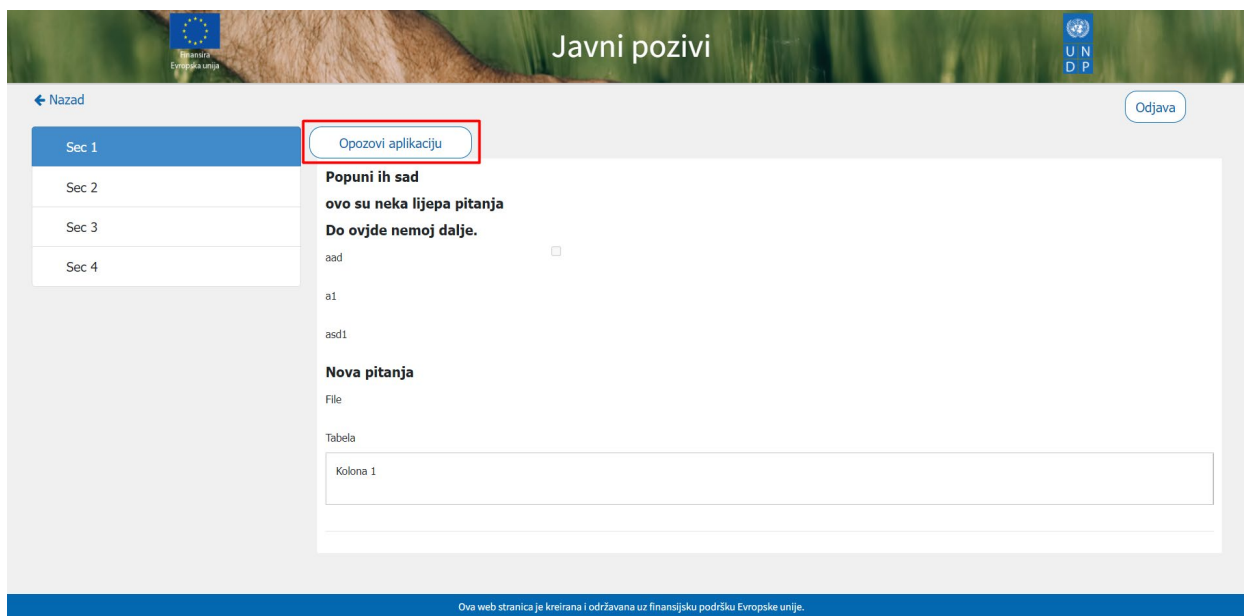 Finansira
Evropska unija
Javni pozivi
U N
D P
Nazad
Odjava
Sec 1
Sec 2
Sec 3
Sec 4
Opozovi aplikaciju
Popuni ih sad
ovo su neka lijepa pitanja
Do ovjde nemoj dalje.
aad
a1
asd1
Nova pitanja
File
Tabela
Kolona 1
Ova web stranica je kreirana i održavana uz finansijsku podršku Evropske unije.